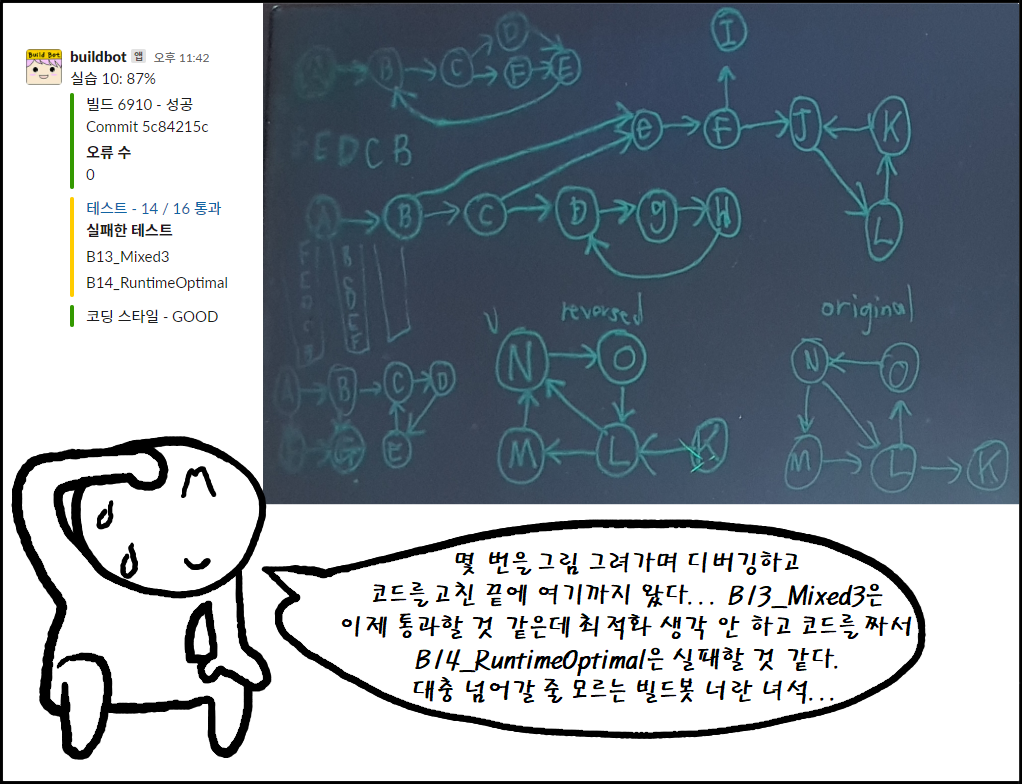 Build Bot
buildbot 앱 오후 11:42
실습 10: 87%
빌드 6910 - 성공
Commit 5c84215c
오류 수
0
테스트 - 14 / 16 통과
실패한 테스트
B13_Mixed3
B14_RuntimeOptimal
코딩 스타일 - GOOD
I
D
B C F E
e F J K
E D C B
A B C D g H
L
reversed
original
V
N O
N O
A B C D
G E
M L K
M L K
몇 번을 그림 그려가며 디버깅하고
코드를 고친 끝에 여기까지 왔다... B13_Mixed3은
이제 통과할 것 같은데 최적화 생각 안 하고 코드를 짜서
B14_RuntimeOptimal은 실패할 것 같다.
대충 넘어갈 줄 모르는 빌드봇 너란 녀석...